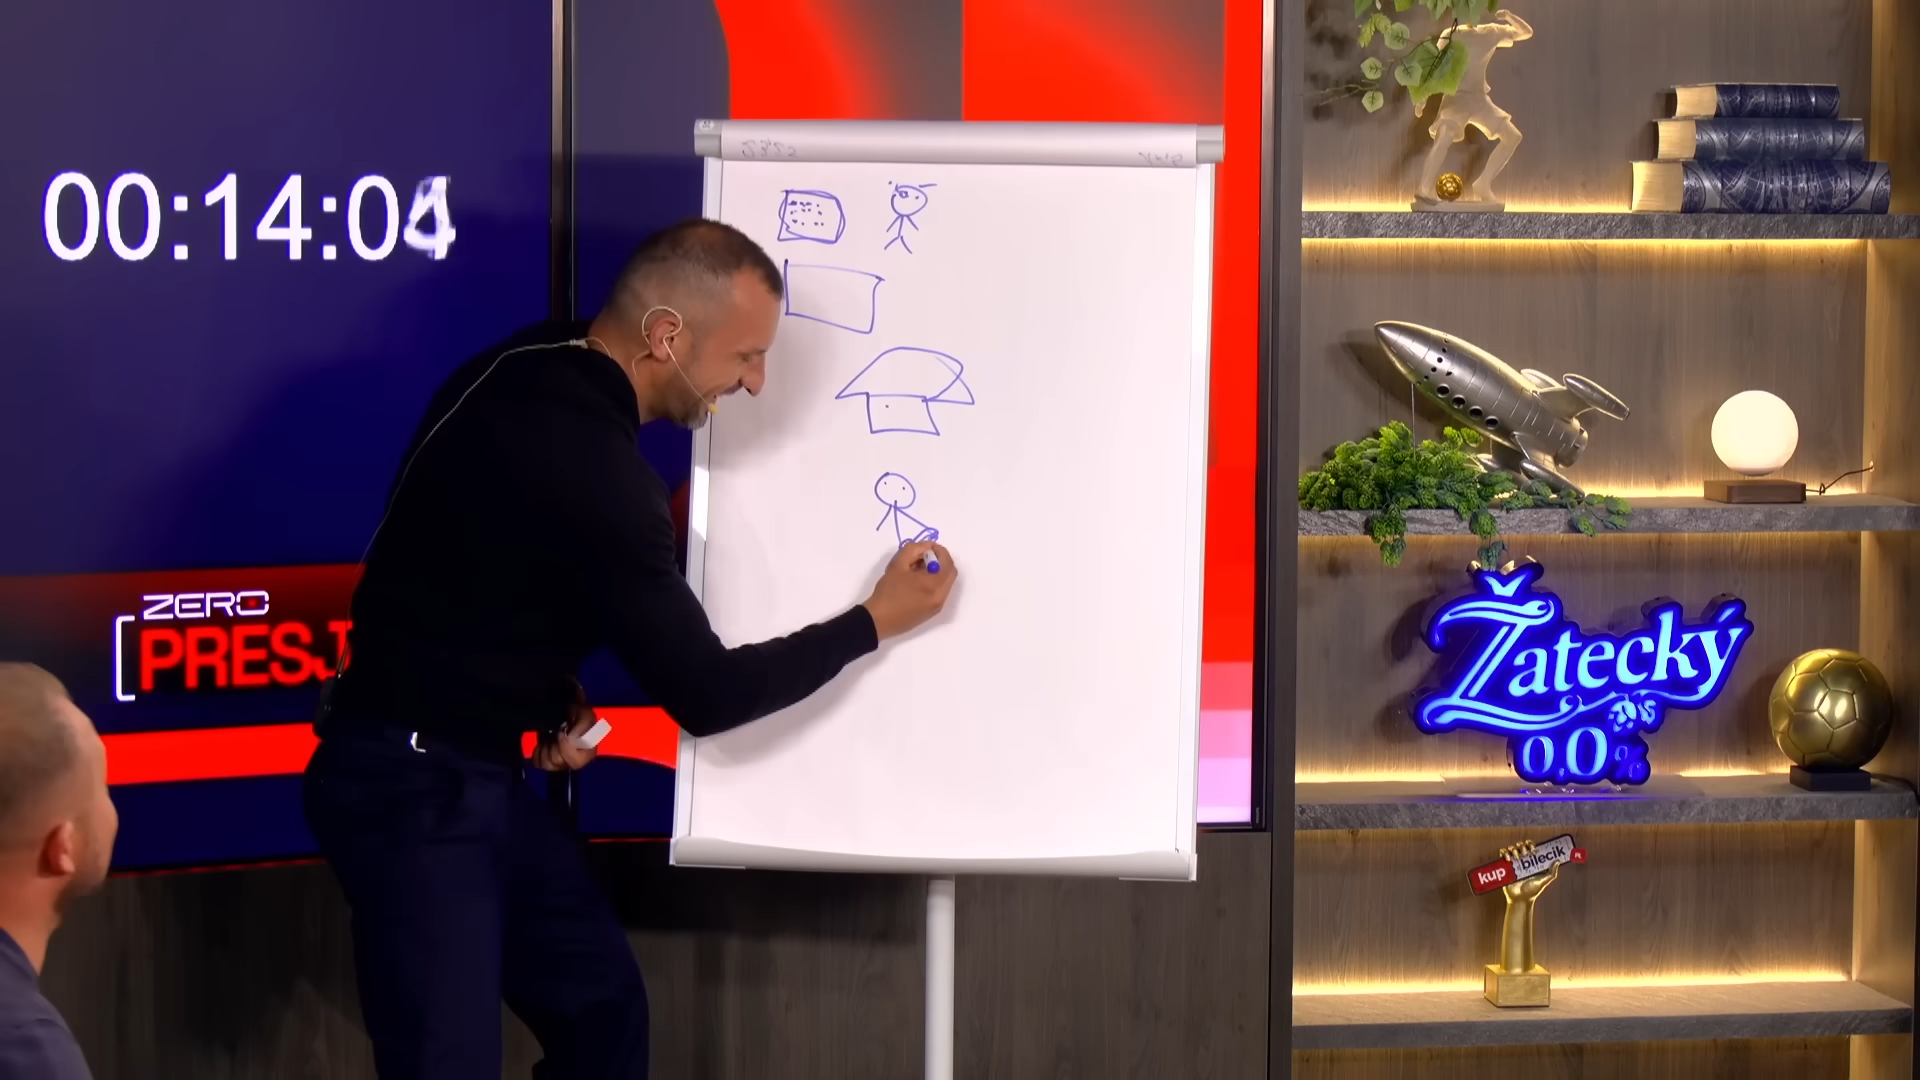 00:14:04
ZERO
[PRESJ
Žatecký
0,0%
kup bilecik